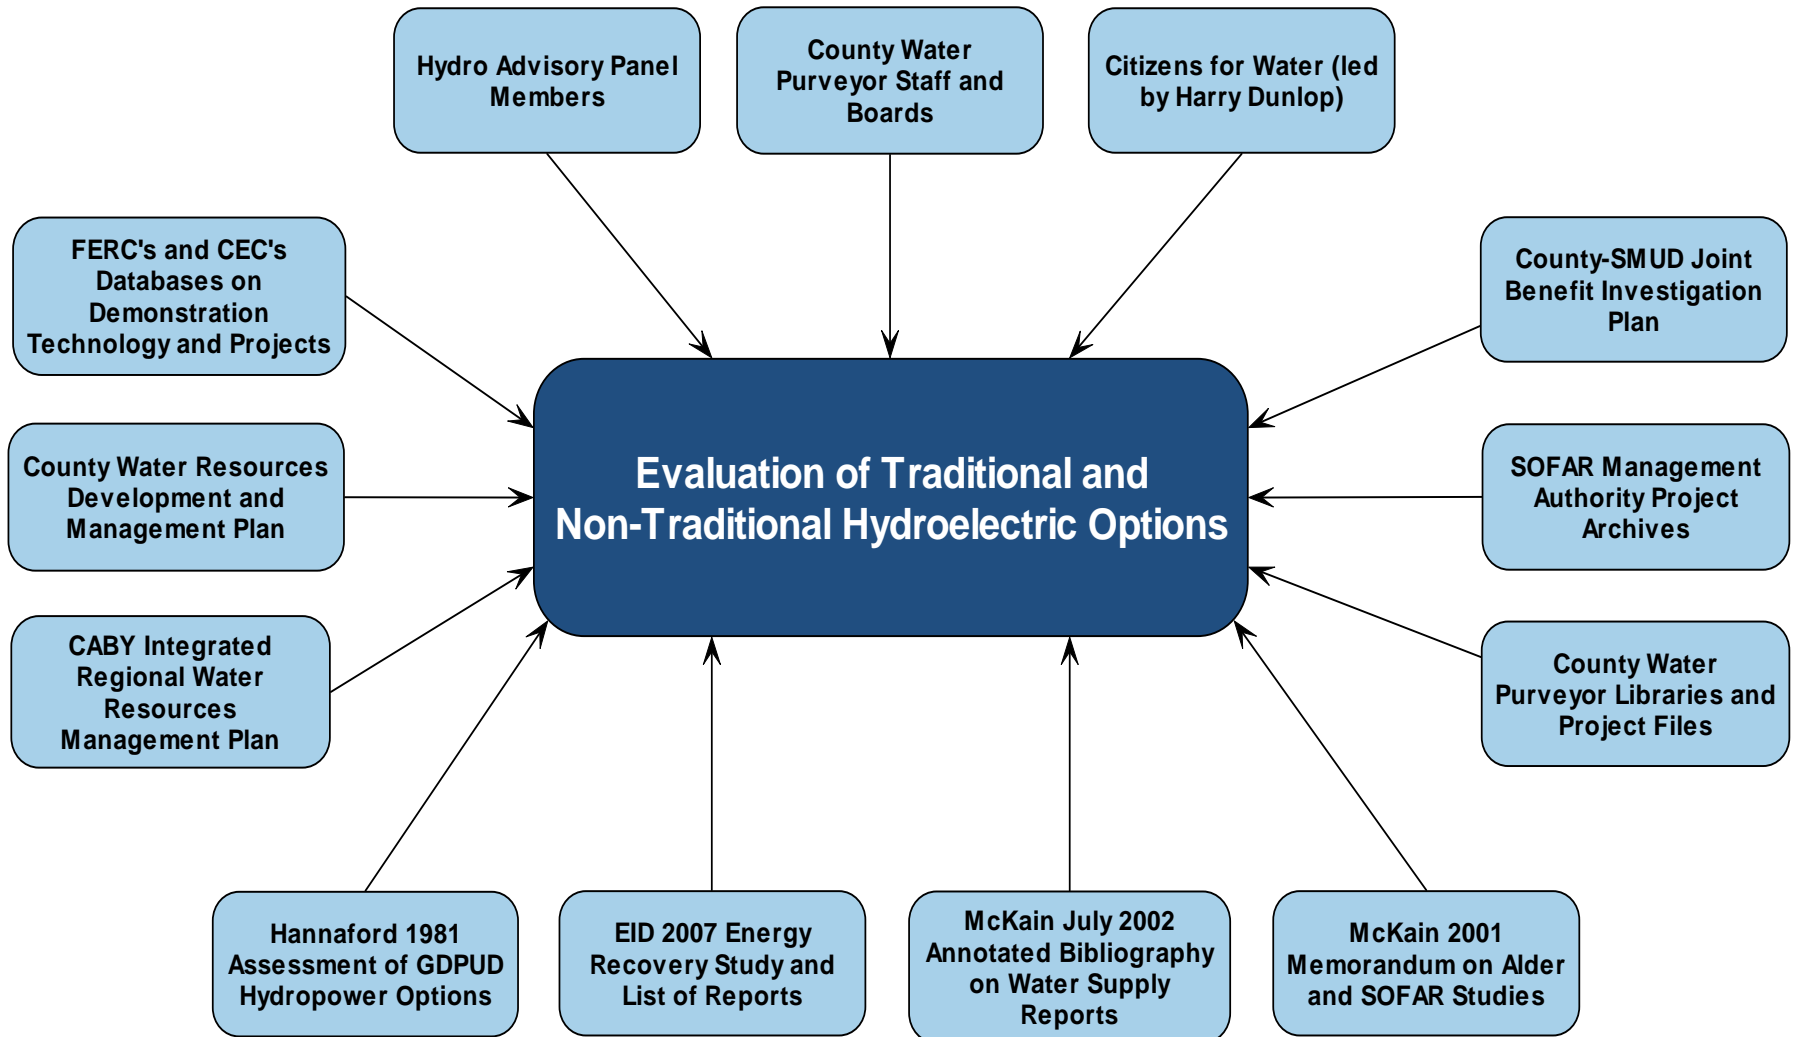 Hydro Advisory Panel
Members
County Water
Purveyor Staff and
Boards
Citizens for Water (led
by Harry Dunlop)
FERC's and CEC's
Databases on
Demonstration
Technology and Projects
County-SMUD Joint
Benefit Investigation
Plan
Evaluation of Traditional and
Non-Traditional Hydroelectric Options
County Water Resources
Development and
Management Plan
SOFAR Management
Authority Project
Archives
CABY Integrated
Regional Water
Resources
Management Plan
County Water
Purveyor Libraries and
Project Files
Hannaford 1981
Assessment of GDPUD
Hydropower Options
EID 2007 Energy
Recovery Study and
List of Reports
McKain July 2002
Annotated Bibliography
on Water Supply
Reports
McKain 2001
Memorandum on Alder
and SOFAR Studies